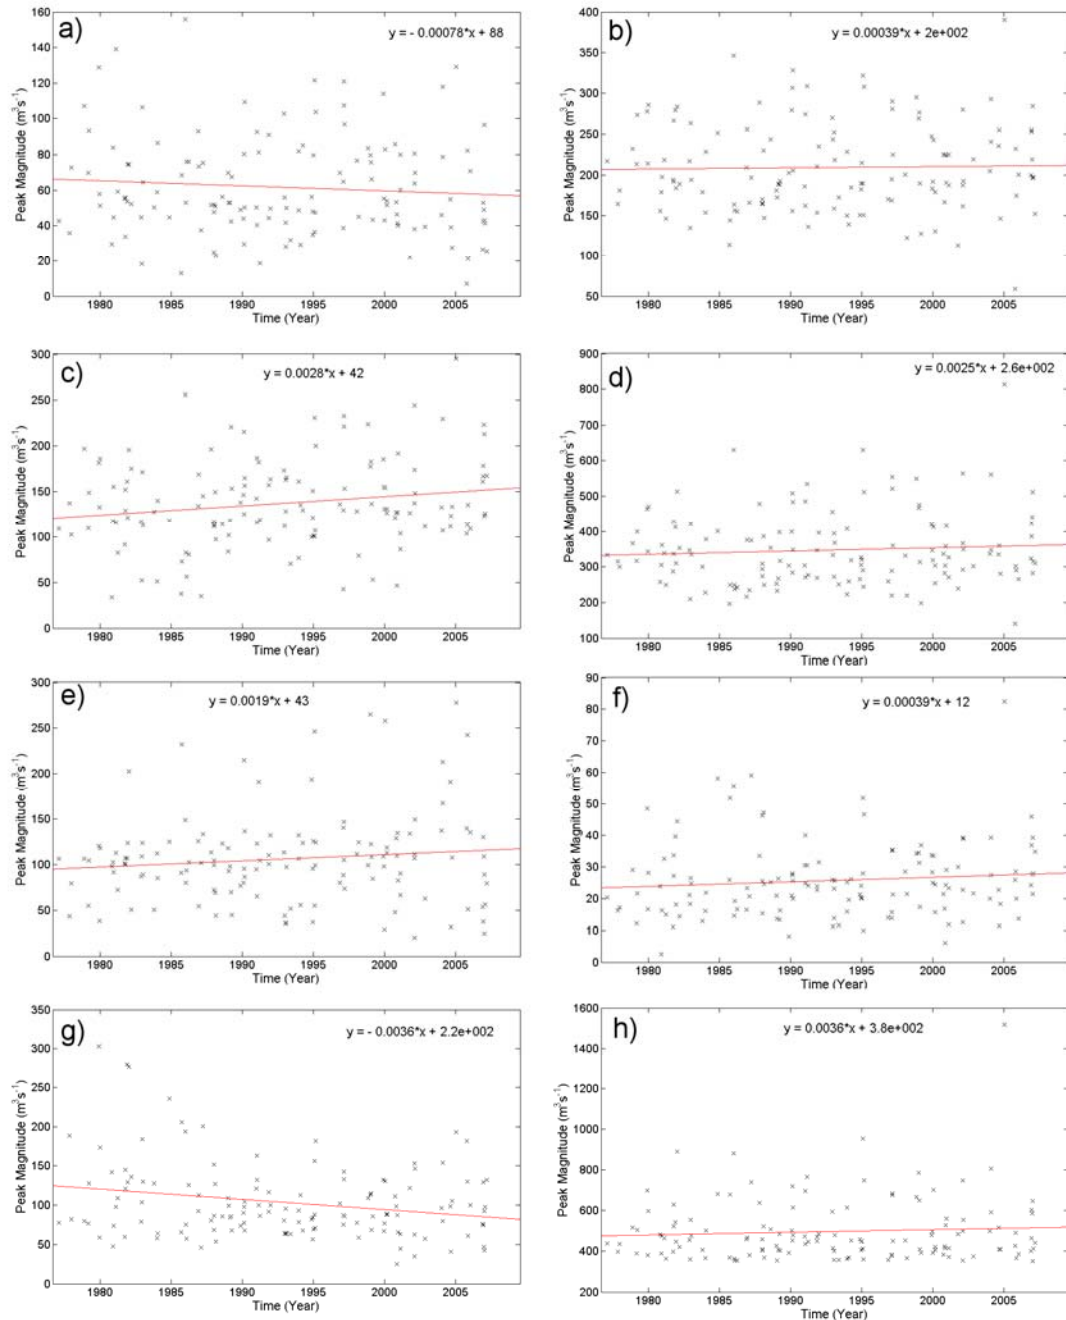 a)
y = - 0.00078*x + 88
160
140
120
100
80
60
40
20
0
Peak Magnitude (m³s⁻¹)
1980 1985 1990 1995 2000 2005
Time (Year)
b)
y = 0.00039*x + 2e+002
400
350
300
250
200
150
100
50
Peak Magnitude (m³s⁻¹)
1980 1985 1990 1995 2000 2005
Time (Year)
c)
y = 0.0028*x + 42
300
250
200
150
100
50
0
Peak Magnitude (m³s⁻¹)
1980 1985 1990 1995 2000 2005
Time (Year)
d)
y = 0.0025*x + 2.6e+002
900
800
700
600
500
400
300
200
100
Peak Magnitude (m³s⁻¹)
1980 1985 1990 1995 2000 2005
Time (Year)
e)
y = 0.0019*x + 43
300
250
200
150
100
50
0
Peak Magnitude (m³s⁻¹)
1980 1985 1990 1995 2000 2005
Time (Year)
f)
y = 0.00039*x + 12
90
80
70
60
50
40
30
20
10
0
Peak Magnitude (m³s⁻¹)
1980 1985 1990 1995 2000 2005
Time (Year)
g)
y = - 0.0036*x + 2.2e+002
350
300
250
200
150
100
50
0
Peak Magnitude (m³s⁻¹)
1980 1985 1990 1995 2000 2005
Time (Year)
h)
y = 0.0036*x + 3.8e+002
1600
1400
1200
1000
800
600
400
200
Peak Magnitude (m³s⁻¹)
1980 1985 1990 1995 2000 2005
Time (Year)